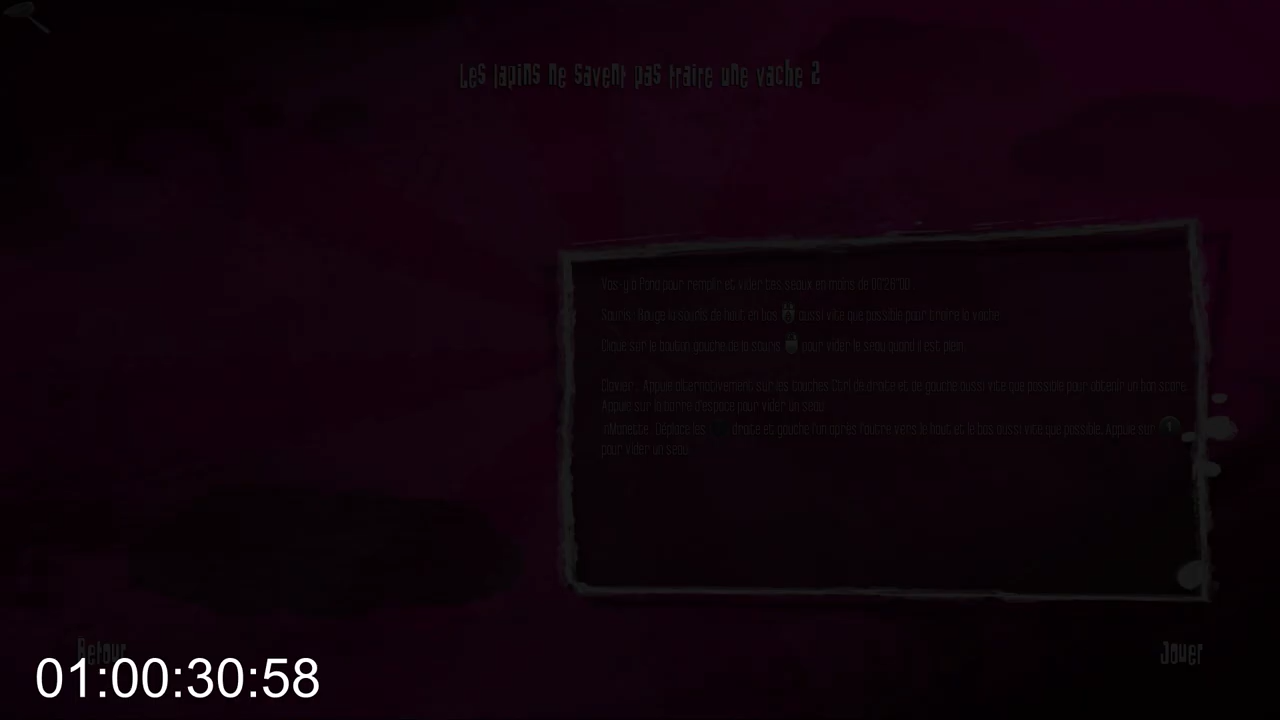 Les lapins ne savent pas traire une vache 2
Vas-y à fond pour remplir et vider tes seaux en moins de 00'28"00
Souris : Bouge la souris de haut en bas aussi vite que possible pour traire la vache.
Clique sur le bouton gauche de la souris pour vider le seau quand il est plein.
Clavier : Appuie alternativement sur les touches Ctrl de droite et de gauche aussi vite que possible pour obtenir un bon score.
Appuie sur la barre d'espace pour vider un seau.
nManette : Déplace les droite et gauche l'un après l'autre vers le haut et le bas aussi vite que possible. Appuie sur 1
pour vider un seau.
Retour
Jouer
01:00:30:58